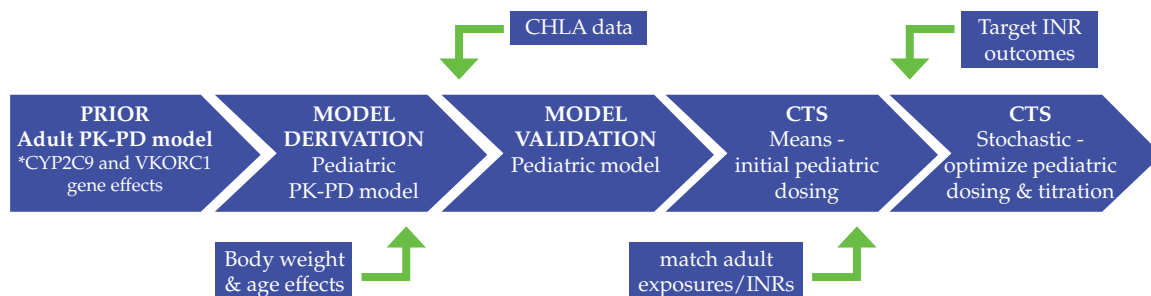 CHLA data
Target INR
outcomes
PRIOR
Adult PK-PD model
*CYP2C9 and VKORC1
gene effects
MODEL
DERIVATION
Pediatric
PK-PD model
MODEL
VALIDATION
Pediatric model
CTS
Means -
initial pediatric
dosing
CTS
Stochastic -
optimize pediatric
dosing & titration
Body weight
& age effects
match adult
exposures/INRs